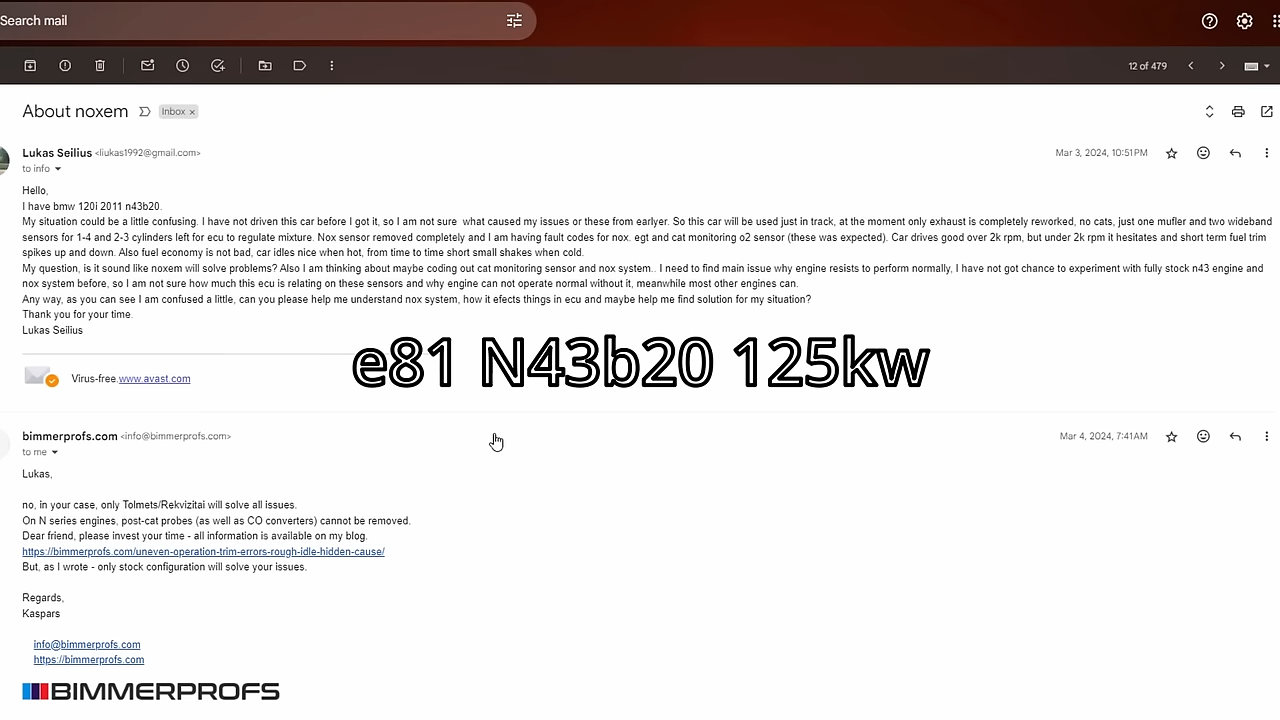 Search mail
12 of 479
About noxem
Inbox ×
Lukas Seilius <liukas1992@gmail.com>
Mar 3, 2024, 10:51 PM
to info
Hello,
I have bmw 120i 2011 n43b20.
My situation could be a little confusing. I have not driven this car before I got it, so I am not sure what caused my issues or these from earlyer. So this car will be used just in track, at the moment only exhaust is completely reworked, no cats, just one mufler and two wideband
sensors for 1-4 and 2-3 cylinders left for ecu to regulate mixture. Nox sensor removed completely and I am having fault codes for nox. egt and cat monitoring o2 sensor (these was expected). Car drives good over 2k rpm, but under 2k rpm it hesitates and short term fuel trim
spikes up and down. Also fuel economy is not bad, car idles nice when hot, from time to time short small shakes when cold.
My question, is it sound like noxem will solve problems? Also I am thinking about maybe coding out cat monitoring sensor and nox system.. I need to find main issue why engine resists to perform normally, I have not got chance to experiment with fully stock n43 engine and
nox system before, so I am not sure how much this ecu is relating on these sensors and why engine can not operate normal without it, meanwhile most other engines can.
Any way, as you can see I am confused a little, can you please help me understand nox system, how it efects things in ecu and maybe help me find solution for my situation?
Thank you for your time.
Lukas Seilius
e81 N43b20 125kw
Virus-free.www.avast.com
bimmerprofs.com <info@bimmerprofs.com>
Mar 4, 2024, 7:41 AM
to me
Lukas,
no, in your case, only Tolmets/Rekvizitai will solve all issues.
On N series engines, post-cat probes (as well as CO converters) cannot be removed.
Dear friend, please invest your time - all information is available on my blog.
https://bimmerprofs.com/uneven-operation-trim-errors-rough-idle-hidden-cause/
But, as I wrote - only stock configuration will solve your issues.
Regards,
Kaspars
info@bimmerprofs.com
https://bimmerprofs.com
BIMMERPROFS